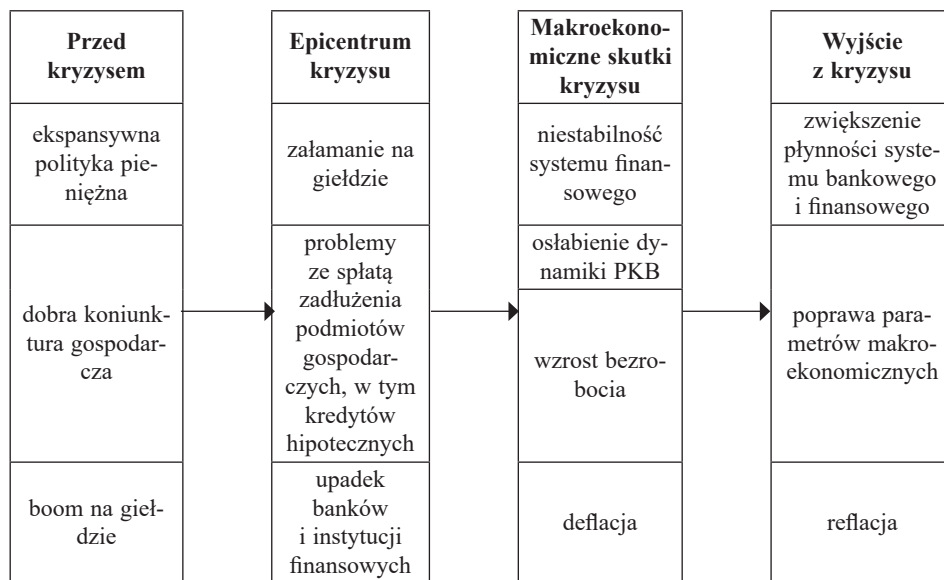 Przed
kryzysem
ekspansywna
polityka pie-
niężna
dobra koniunk-
tura gospodar-
cza
boom na gieł-
dzie
Epicentrum
kryzysu
załamanie na
giełdzie
problemy
ze spłatą
zadłużenia
podmiotów
gospodar-
czych, w tym
kredytów
hipotecznych
upadek
banków
i instytucji
finansowych
Makroekono-
miczne skutki
kryzysu
niestabilność
systemu finan-
sowego
osłabienie dy-
namiki PKB
wzrost bezro-
bocia
deflacja
Wyjście
z kryzysu
zwiększenie
płynności syste-
mu bankowego
i finansowego
poprawa para-
metrów makro-
ekonomicznych
reflacja